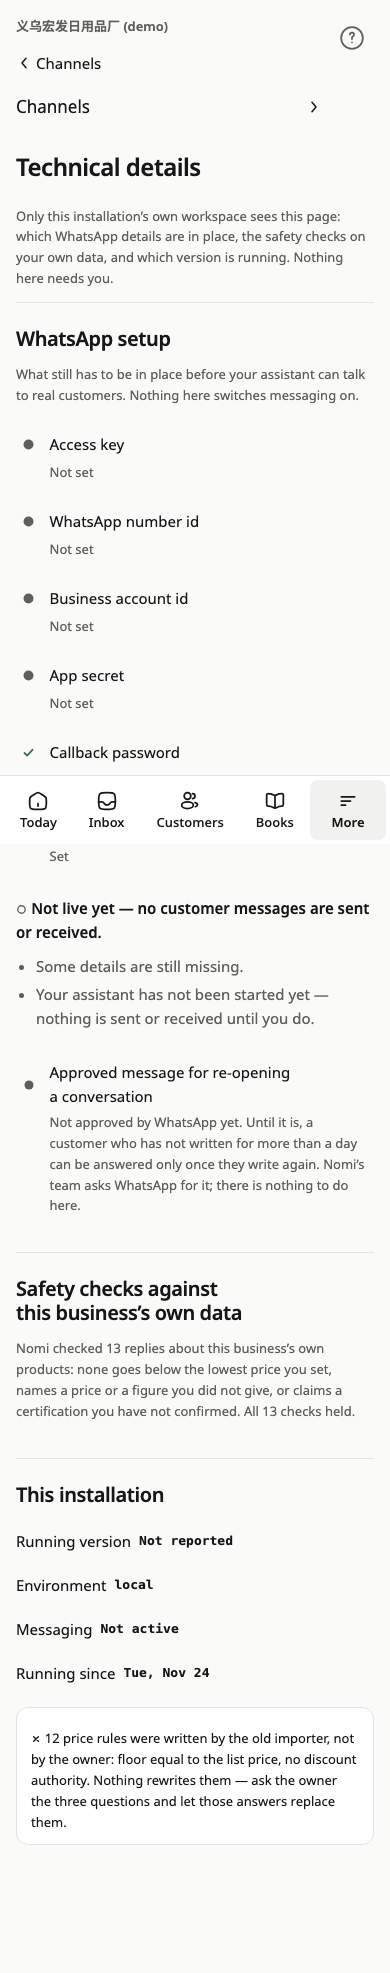 义乌宏发日用品厂 (demo)
Channels
Channels
Technical details
Only this installation's own workspace sees this page:
which WhatsApp details are in place, the safety checks on
your own data, and which version is running. Nothing
here needs you.
WhatsApp setup
What still has to be in place before your assistant can talk
to real customers. Nothing here switches messaging on.
Access key
Not set
WhatsApp number id
Not set
Business account id
Not set
App secret
Not set
Callback password
Today Inbox Customers Books More
Set
○ Not live yet — no customer messages are sent
or received.
• Some details are still missing.
• Your assistant has not been started yet —
nothing is sent or received until you do.
Approved message for re-opening
a conversation
Not approved by WhatsApp yet. Until it is, a
customer who has not written for more than a day
can be answered only once they write again. Nomi's
team asks WhatsApp for it; there is nothing to do
here.
Safety checks against
this business's own data
Nomi checked 13 replies about this business's own
products: none goes below the lowest price you set,
names a price or a figure you did not give, or claims a
certification you have not confirmed. All 13 checks held.
This installation
Running version Not reported
Environment local
Messaging Not active
Running since Tue, Nov 24
× 12 price rules were written by the old importer, not
by the owner: floor equal to the list price, no discount
authority. Nothing rewrites them — ask the owner
the three questions and let those answers replace
them.